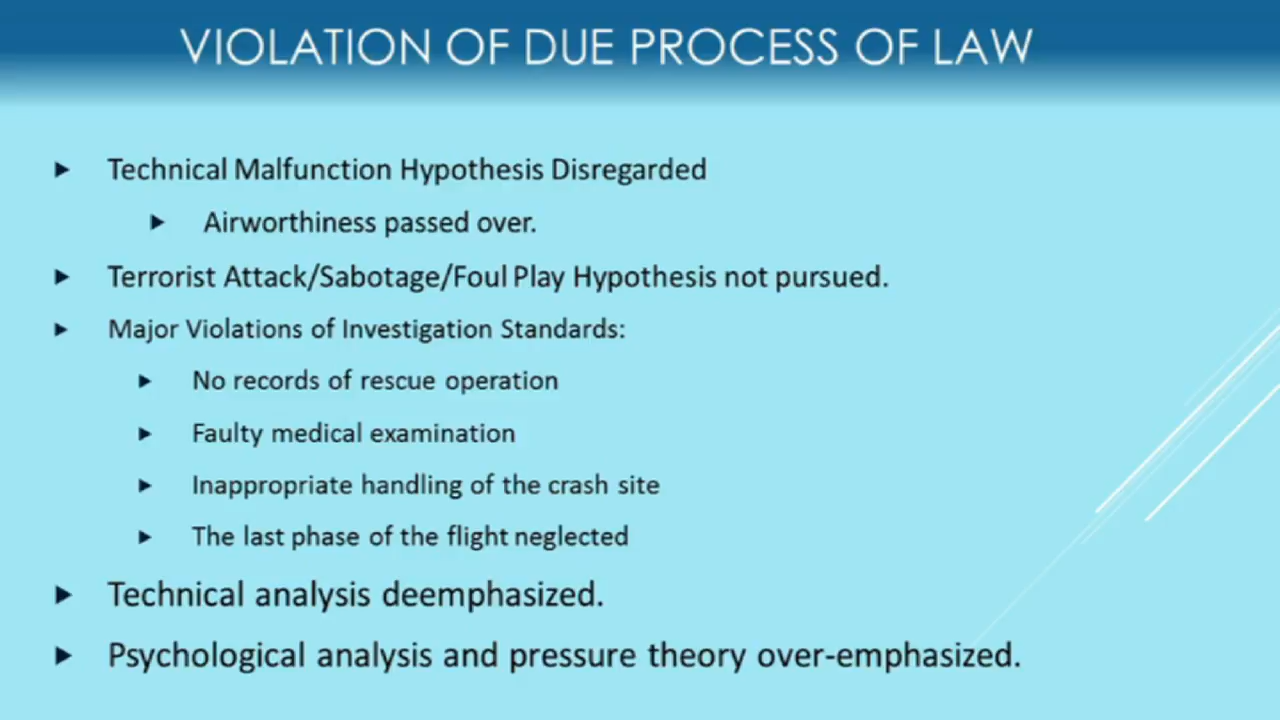 VIOLATION OF DUE PROCESS OF LAW
Technical Malfunction Hypothesis Disregarded
Airworthiness passed over.
Terrorist Attack/Sabotage/Foul Play Hypothesis not pursued.
Major Violations of Investigation Standards:
No records of rescue operation
Faulty medical examination
Inappropriate handling of the crash site
The last phase of the flight neglected
Technical analysis deemphasized.
Psychological analysis and pressure theory over-emphasized.